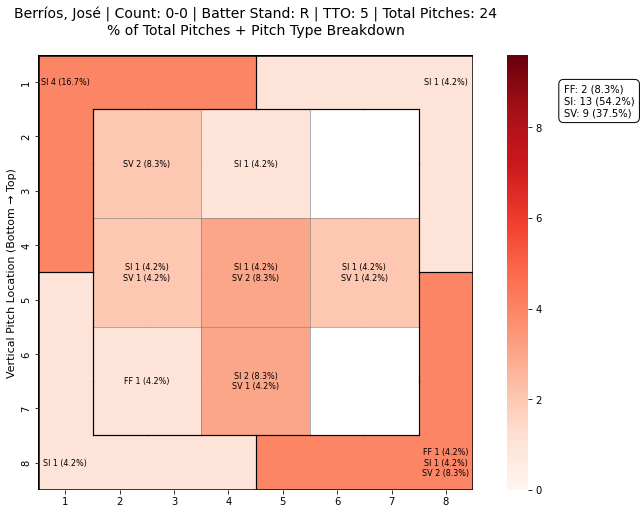 Berríos, José | Count: 0-0 | Batter Stand: R | TTO: 5 | Total Pitches: 24
% of Total Pitches + Pitch Type Breakdown
SI 4 (16.7%)
SI 1 (4.2%)
SV 2 (8.3%)
SI 1 (4.2%)
SI 1 (4.2%)
SV 1 (4.2%)
SI 1 (4.2%)
SV 2 (8.3%)
SI 1 (4.2%)
SV 1 (4.2%)
FF 1 (4.2%)
SI 2 (8.3%)
SV 1 (4.2%)
SI 1 (4.2%)
FF 1 (4.2%)
SI 1 (4.2%)
SV 2 (8.3%)
Vertical Pitch Location (Bottom → Top)
1
2
3
4
5
6
7
8
1 2 3 4 5 6 7 8
8
6
4
2
0
FF: 2 (8.3%)
SI: 13 (54.2%)
SV: 9 (37.5%)